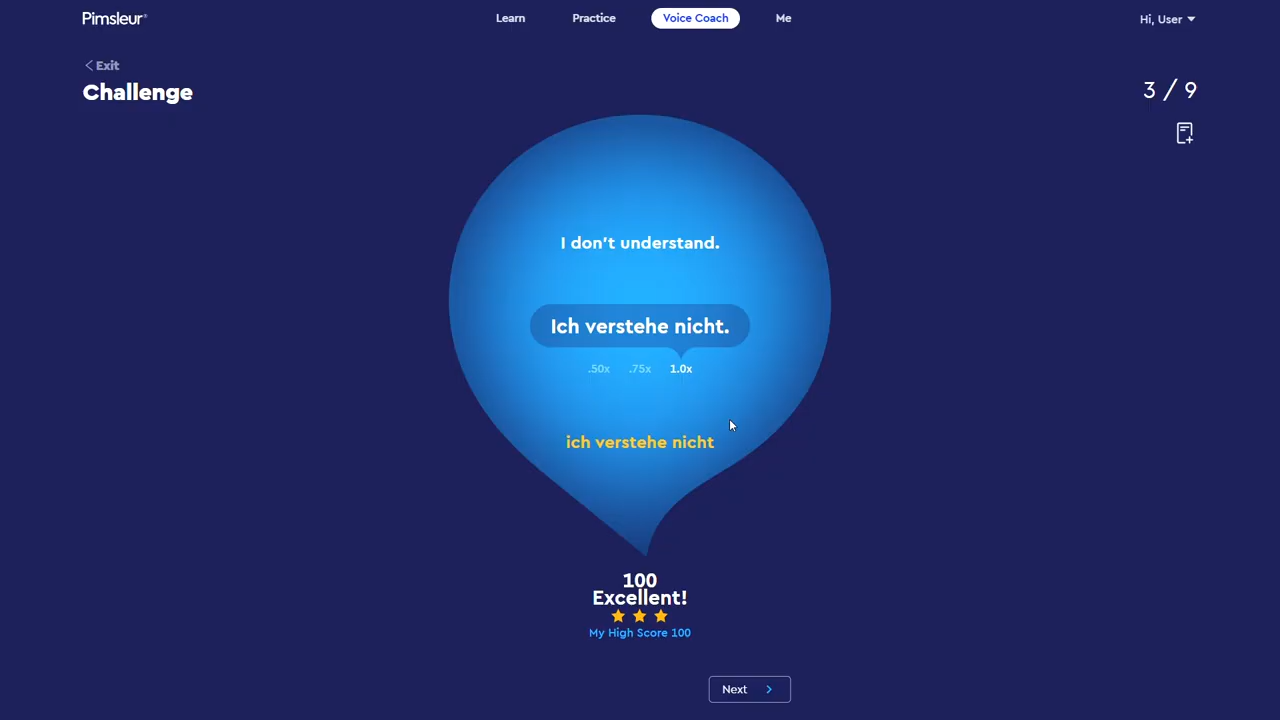 Pimsleur®
Learn
Practice
Voice Coach
Me
Hi, User
Exit
Challenge
3 / 9
I don't understand.
Ich verstehe nicht.
.50x
.75x
1.0x
ich verstehe nicht
100
Excellent!
My High Score 100
Next